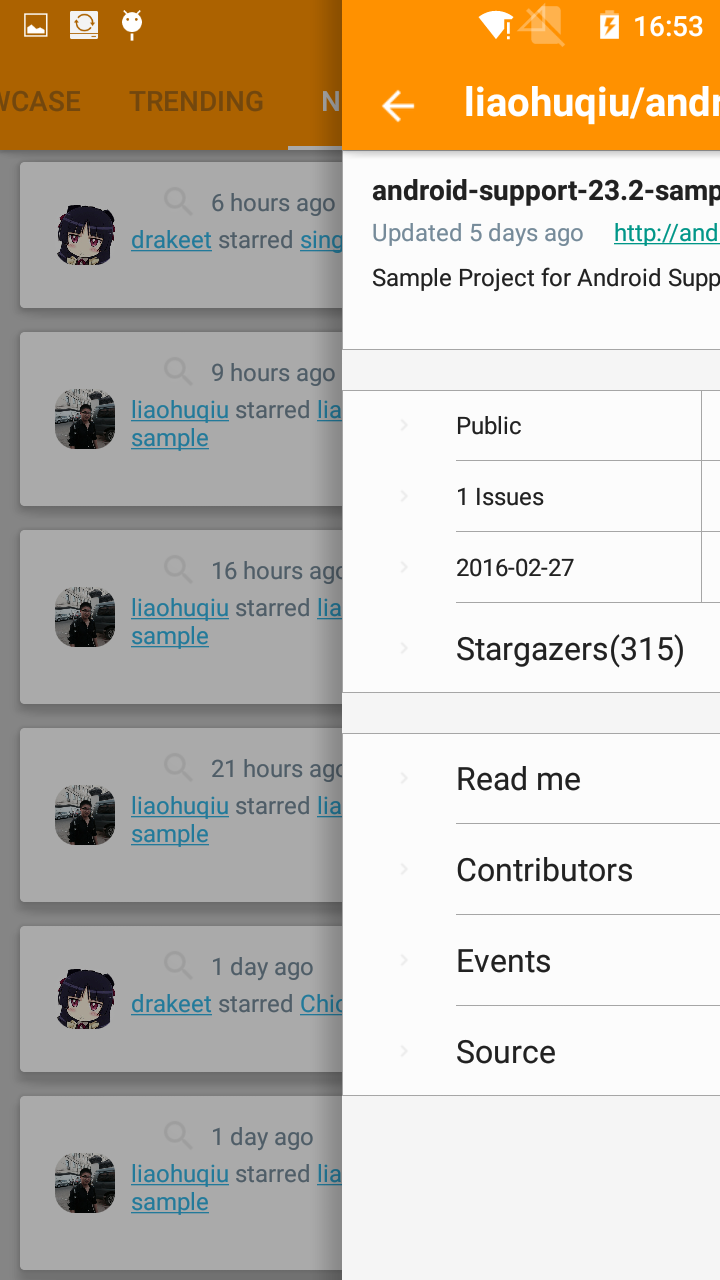 16:53
WCASE TRENDING N
6 hours ago
drakeet starred sing
9 hours ago
liaohuqiu starred lia
sample
16 hours ago
liaohuqiu starred lia
sample
21 hours ago
liaohuqiu starred lia
sample
1 day ago
drakeet starred Chic
1 day ago
liaohuqiu starred lia
sample
liaohuqiu/andr
android-support-23.2-samp
Updated 5 days ago http://and
Sample Project for Android Supp
Public
1 Issues
2016-02-27
Stargazers(315)
Read me
Contributors
Events
Source